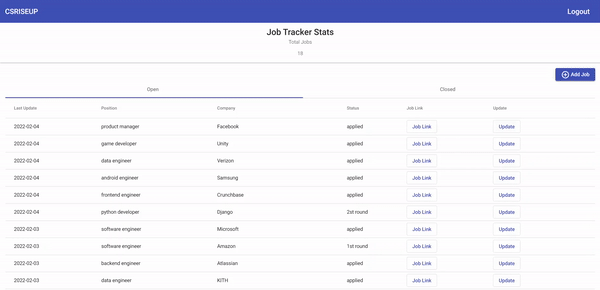 CSRISEUP Logout
Job Tracker Stats
Total Jobs
18
Add Job
Open Closed
Last Update Position Company Status Job Link Update
2022-02-04 product manager Facebook applied Job Link Update
2022-02-04 game developer Unity applied Job Link Update
2022-02-04 data engineer Verizon applied Job Link Update
2022-02-04 android engineer Samsung applied Job Link Update
2022-02-04 frontend engineer Crunchbase applied Job Link Update
2022-02-04 python developer Django 2st round Job Link Update
2022-02-03 software engineer Microsoft applied Job Link Update
2022-02-03 software engineer Amazon 1st round Job Link Update
2022-02-03 backend engineer Atlassian applied Job Link Update
2022-02-03 data engineer KITH applied Job Link Update